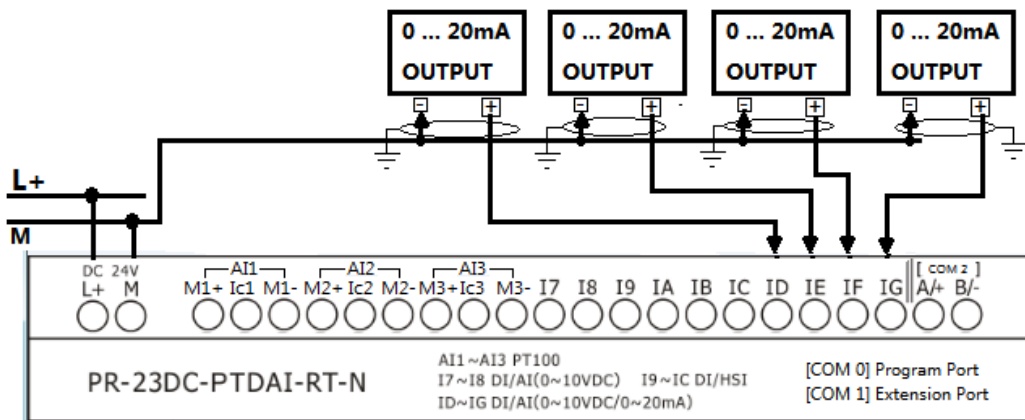 0 ... 20mA 0 ... 20mA 0 ... 20mA 0 ... 20mA
OUTPUT OUTPUT OUTPUT OUTPUT
- + - + - + - +
L+
M
DC 24V AI1 AI2 AI3 [ COM 2 ]
L+ M M1+ Ic1 M1- M2+ Ic2 M2- M3+ Ic3 M3- I7 I8 I9 IA IB IC ID IE IF IG A/+ B/-
AI1~AI3 PT100
PR-23DC-PTDAI-RT-N I7~I8 DI/AI(0~10VDC) I9~IC DI/HSI [COM 0] Program Port
ID~IG DI/AI(0~10VDC/0~20mA) [COM 1] Extension Port